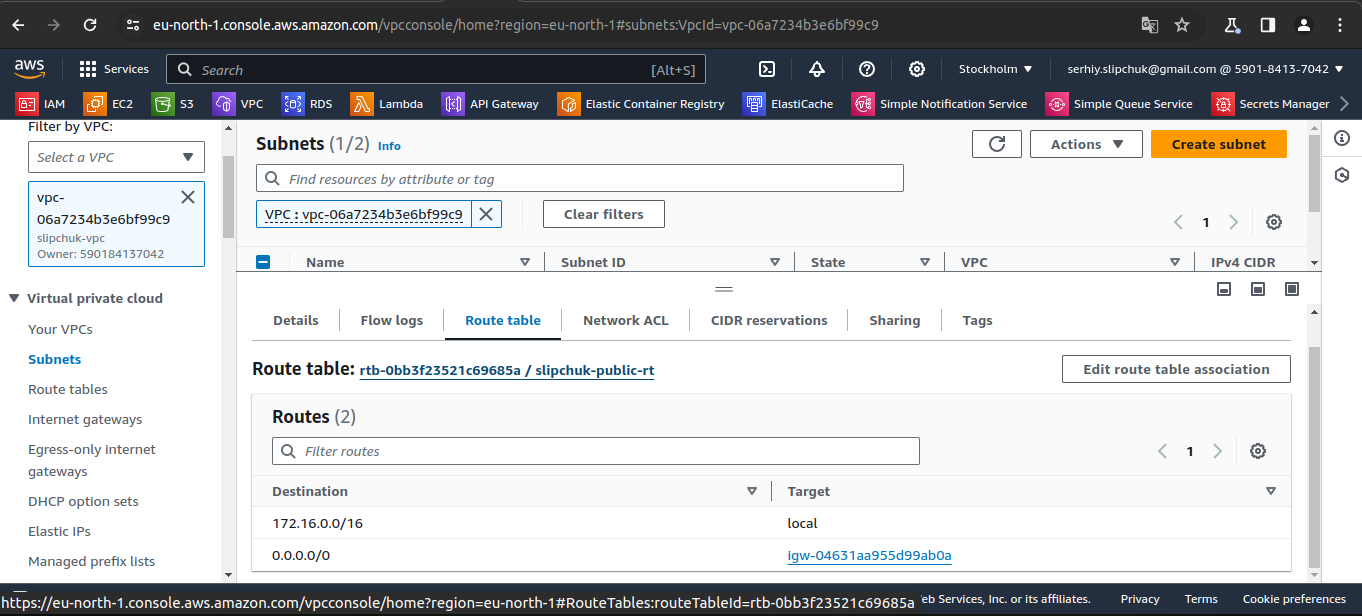 eu-north-1.console.aws.amazon.com/vpcconsole/home?region=eu-north-1#subnets:VpcId=vpc-06a7234b3e6bf99c9
aws Services Search [Alt+S] Stockholm serhiy.slipchuk@gmail.com @ 5901-8413-7042
IAM EC2 S3 VPC RDS Lambda API Gateway Elastic Container Registry ElastiCache Simple Notification Service Simple Queue Service Secrets Manager
Filter by VPC:
Select a VPC
vpc-
06a7234b3e6bf99c9
slipchuk-vpc
Owner: 590184137042
Virtual private cloud
Your VPCs
Subnets
Route tables
Internet gateways
Egress-only internet
gateways
DHCP option sets
Elastic IPs
Managed prefix lists
Subnets (1/2) Info
Actions
Create subnet
Find resources by attribute or tag
VPC : vpc-06a7234b3e6bf99c9
Clear filters
1
Name Subnet ID State VPC IPv4 CIDR
Details Flow logs Route table Network ACL CIDR reservations Sharing Tags
Route table: rtb-0bb3f23521c69685a / slipchuk-public-rt
Edit route table association
Routes (2)
Filter routes
1
Destination Target
172.16.0.0/16 local
0.0.0.0/0 igw-04631aa955d99ab0a
https://eu-north-1.console.aws.amazon.com/vpcconsole/home?region=eu-north-1#RouteTables:routeTableId=rtb-0bb3f23521c69685a
eb Services, Inc. or its affiliates. Privacy Terms Cookie preferences